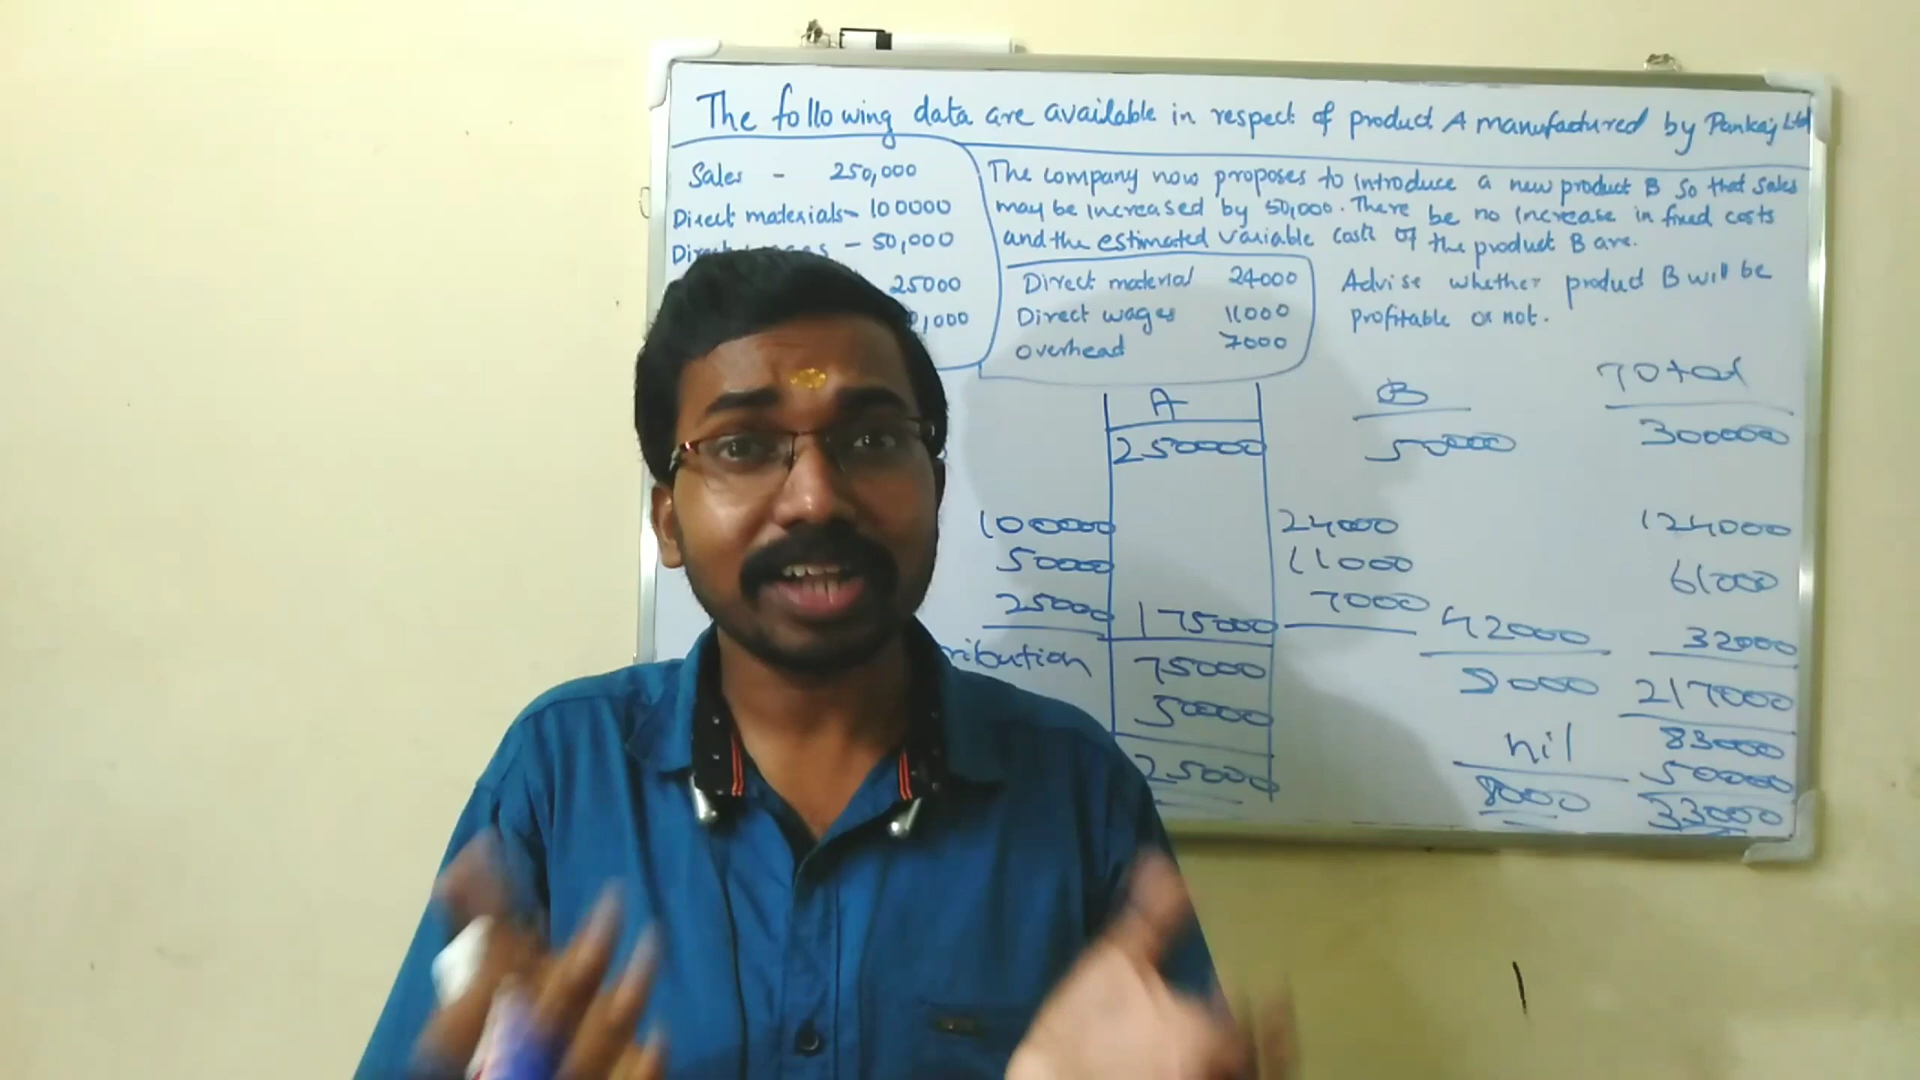 The following data are available in respect of product A manufactured by Pankaj Ltd
Sales - 250,000
Direct materials- 100000
- 50,000
25000
,000
The company now proposes to introduce a new product B so that sales
may be increased by 50,000. There be no increase in fixed costs
and the estimated variable costs of the product B are.
Direct material 24000
Direct wages 11000
overhead 7000
Advise whether product B will be
profitable or not.
A B Total
250000 50000 300000
100000 24000 124000
50000 11000 61000
25000 175000 7000 42000 32000
ribution 75000 8000 217000
50000 nil 83000
25000 8000 50000
33000